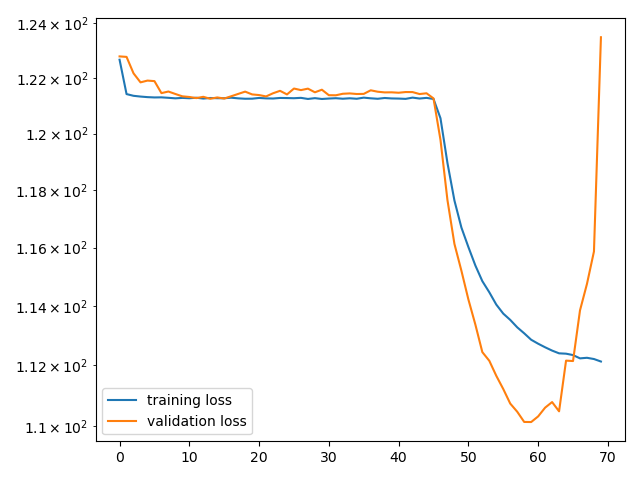 1.24 × 10²
1.22 × 10²
1.2 × 10²
1.18 × 10²
1.16 × 10²
1.14 × 10²
1.12 × 10²
1.1 × 10²
training loss
validation loss
0 10 20 30 40 50 60 70